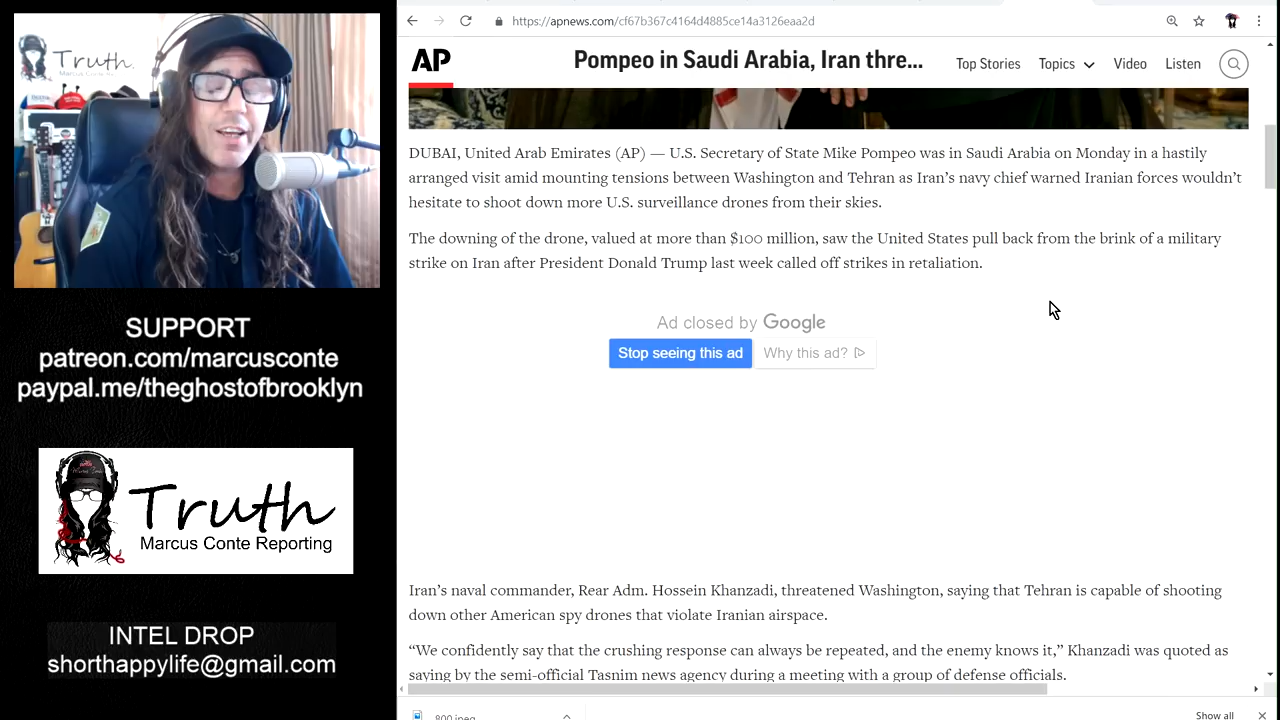 Truth.
Marcus Conte
SUPPORT
patreon.com/marcusconte
paypal.me/theghostofbrooklyn
Truth
Marcus Conte Reporting
INTEL DROP
shorthappylife@gmail.com
https://apnews.com/cf67b367c4164d4885ce14a3126eaa2d
AP
Pompeo in Saudi Arabia, Iran thre...
Top Stories
Topics
Video
Listen
DUBAI, United Arab Emirates (AP) — U.S. Secretary of State Mike Pompeo was in Saudi Arabia on Monday in a hastily
arranged visit amid mounting tensions between Washington and Tehran as Iran’s navy chief warned Iranian forces wouldn’t
hesitate to shoot down more U.S. surveillance drones from their skies.
The downing of the drone, valued at more than $100 million, saw the United States pull back from the brink of a military
strike on Iran after President Donald Trump last week called off strikes in retaliation.
Ad closed by Google
Stop seeing this ad
Why this ad?
Iran’s naval commander, Rear Adm. Hossein Khanzadi, threatened Washington, saying that Tehran is capable of shooting
down other American spy drones that violate Iranian airspace.
“We confidently say that the crushing response can always be repeated, and the enemy knows it,” Khanzadi was quoted as
saying by the semi-official Tasnim news agency during a meeting with a group of defense officials.
800.jpeg
Show all